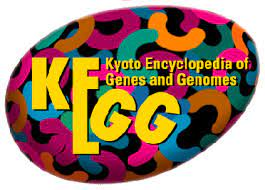 KEGG
Kyoto Encyclopedia of
Genes and Genomes